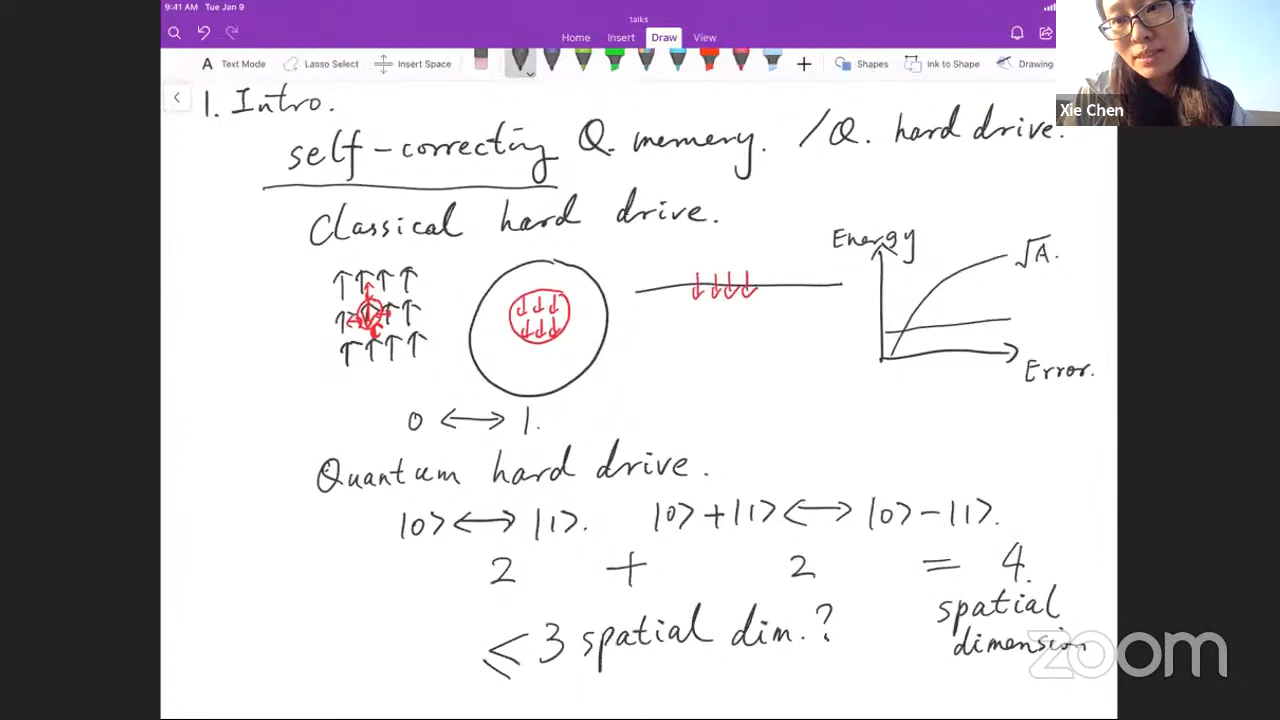 9:41 AM Tue Jan 9
talks
Home Insert Draw View
Text Mode Lasso Select Insert Space + Shapes Ink to Shape Drawing
Xie Chen
1. Intro.
self-correcting Q. memery. / Q. hard drive.
Classical hard drive.
Energy
√A.
Error.
0 ↔ 1.
Quantum hard drive.
|0> ↔ |1>. |0> + |1> ↔ |0> - |1>.
2 + 2 = 4.
spatial
dimension
≤ 3 spatial dim. ?
zoom